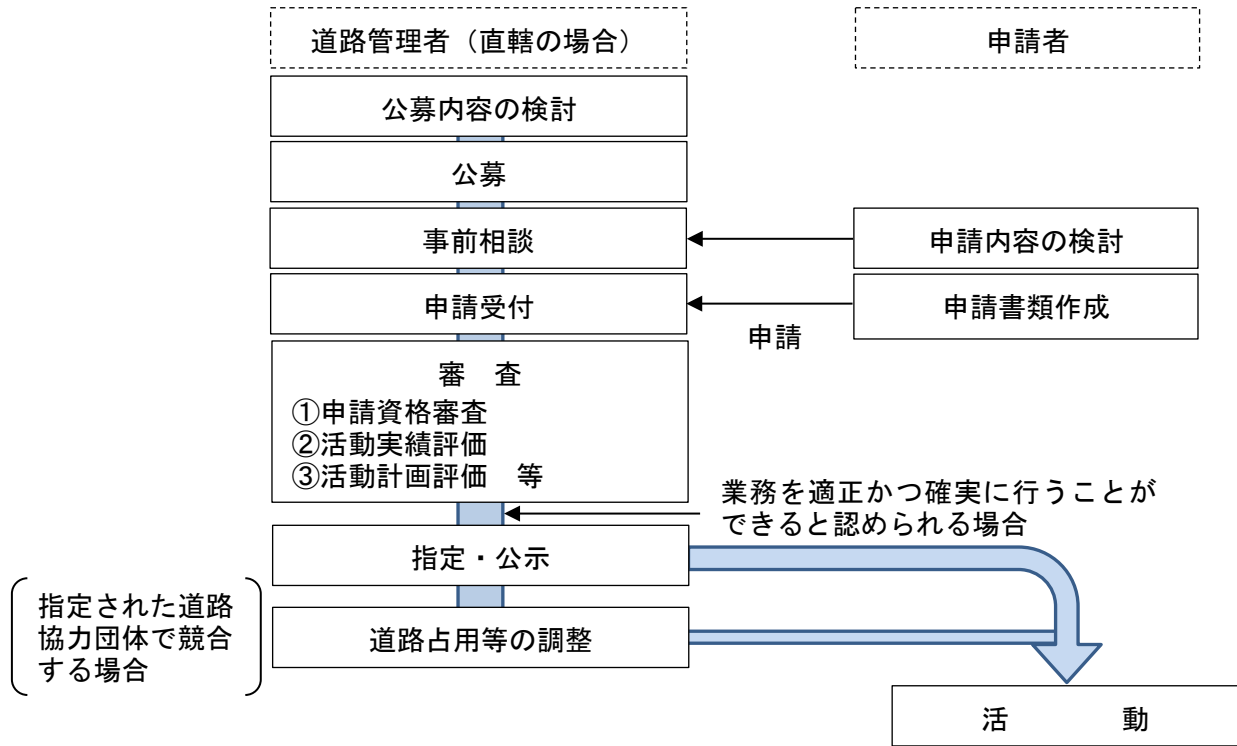 道路管理者（直轄の場合）
申請者
公募内容の検討
公募
事前相談
申請内容の検討
申請受付
申請書類作成
申請
審　査
①申請資格審査
②活動実績評価
③活動計画評価　等
業務を適正かつ確実に行うことが
できると認められる場合
指定・公示
指定された道路
協力団体で競合
する場合
道路占用等の調整
活　　　動